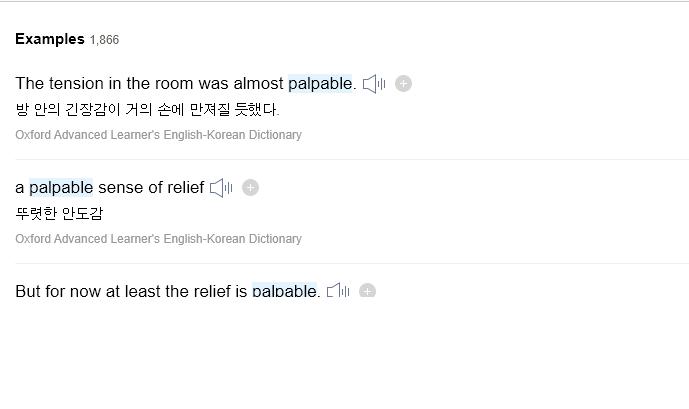 Examples 1,866
The tension in the room was almost palpable.
방 안의 긴장감이 거의 손에 만져질 듯했다.
Oxford Advanced Learner's English-Korean Dictionary
a palpable sense of relief
뚜렷한 안도감
Oxford Advanced Learner's English-Korean Dictionary
But for now at least the relief is palpable.